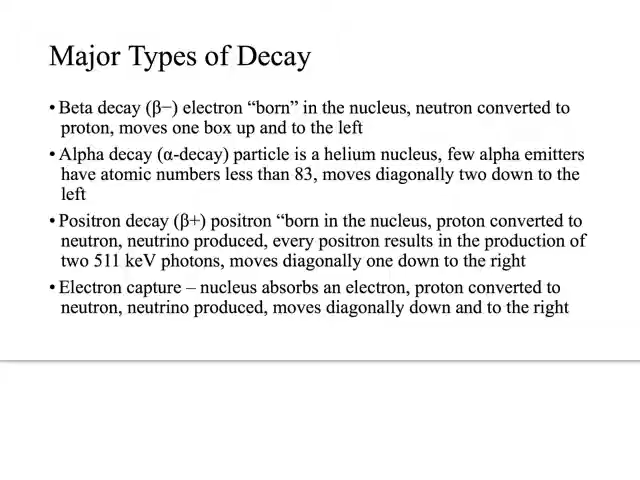 Major Types of Decay
• Beta decay (β−) electron “born” in the nucleus, neutron converted to
proton, moves one box up and to the left
• Alpha decay (α-decay) particle is a helium nucleus, few alpha emitters
have atomic numbers less than 83, moves diagonally two down to the
left
• Positron decay (β+) positron “born in the nucleus, proton converted to
neutron, neutrino produced, every positron results in the production of
two 511 keV photons, moves diagonally one down to the right
• Electron capture – nucleus absorbs an electron, proton converted to
neutron, neutrino produced, moves diagonally down and to the right